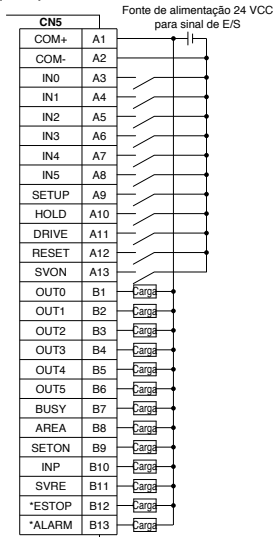 Fonte de alimentação 24 VCC
para sinal de E/S
CN5
COM+ A1
COM- A2
IN0 A3
IN1 A4
IN2 A5
IN3 A6
IN4 A7
IN5 A8
SETUP A9
HOLD A10
DRIVE A11
RESET A12
SVON A13
OUT0 B1 Carga
OUT1 B2 Carga
OUT2 B3 Carga
OUT3 B4 Carga
OUT4 B5 Carga
OUT5 B6 Carga
BUSY B7 Carga
AREA B8 Carga
SETON B9 Carga
INP B10 Carga
SVRE B11 Carga
*ESTOP B12 Carga
*ALARM B13 Carga